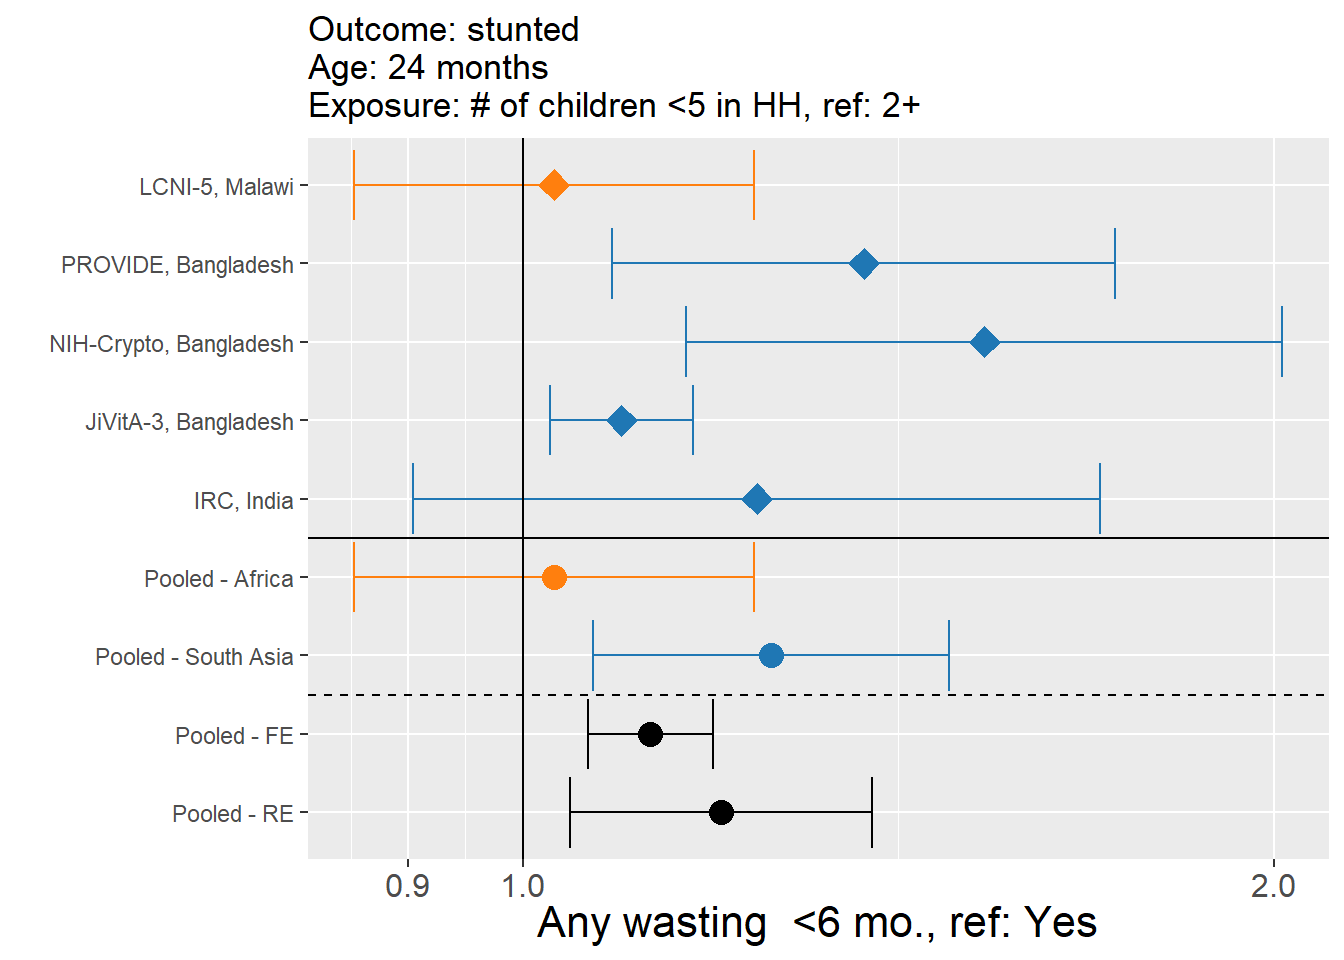 Outcome: stunted
Age: 24 months
Exposure: # of children <5 in HH, ref: 2+
LCNI-5, Malawi
PROVIDE, Bangladesh
NIH-Crypto, Bangladesh
JiVitA-3, Bangladesh
IRC, India
Pooled - Africa
Pooled - South Asia
Pooled - FE
Pooled - RE
0.9 1.0 2.0
Any wasting  <6 mo., ref: Yes